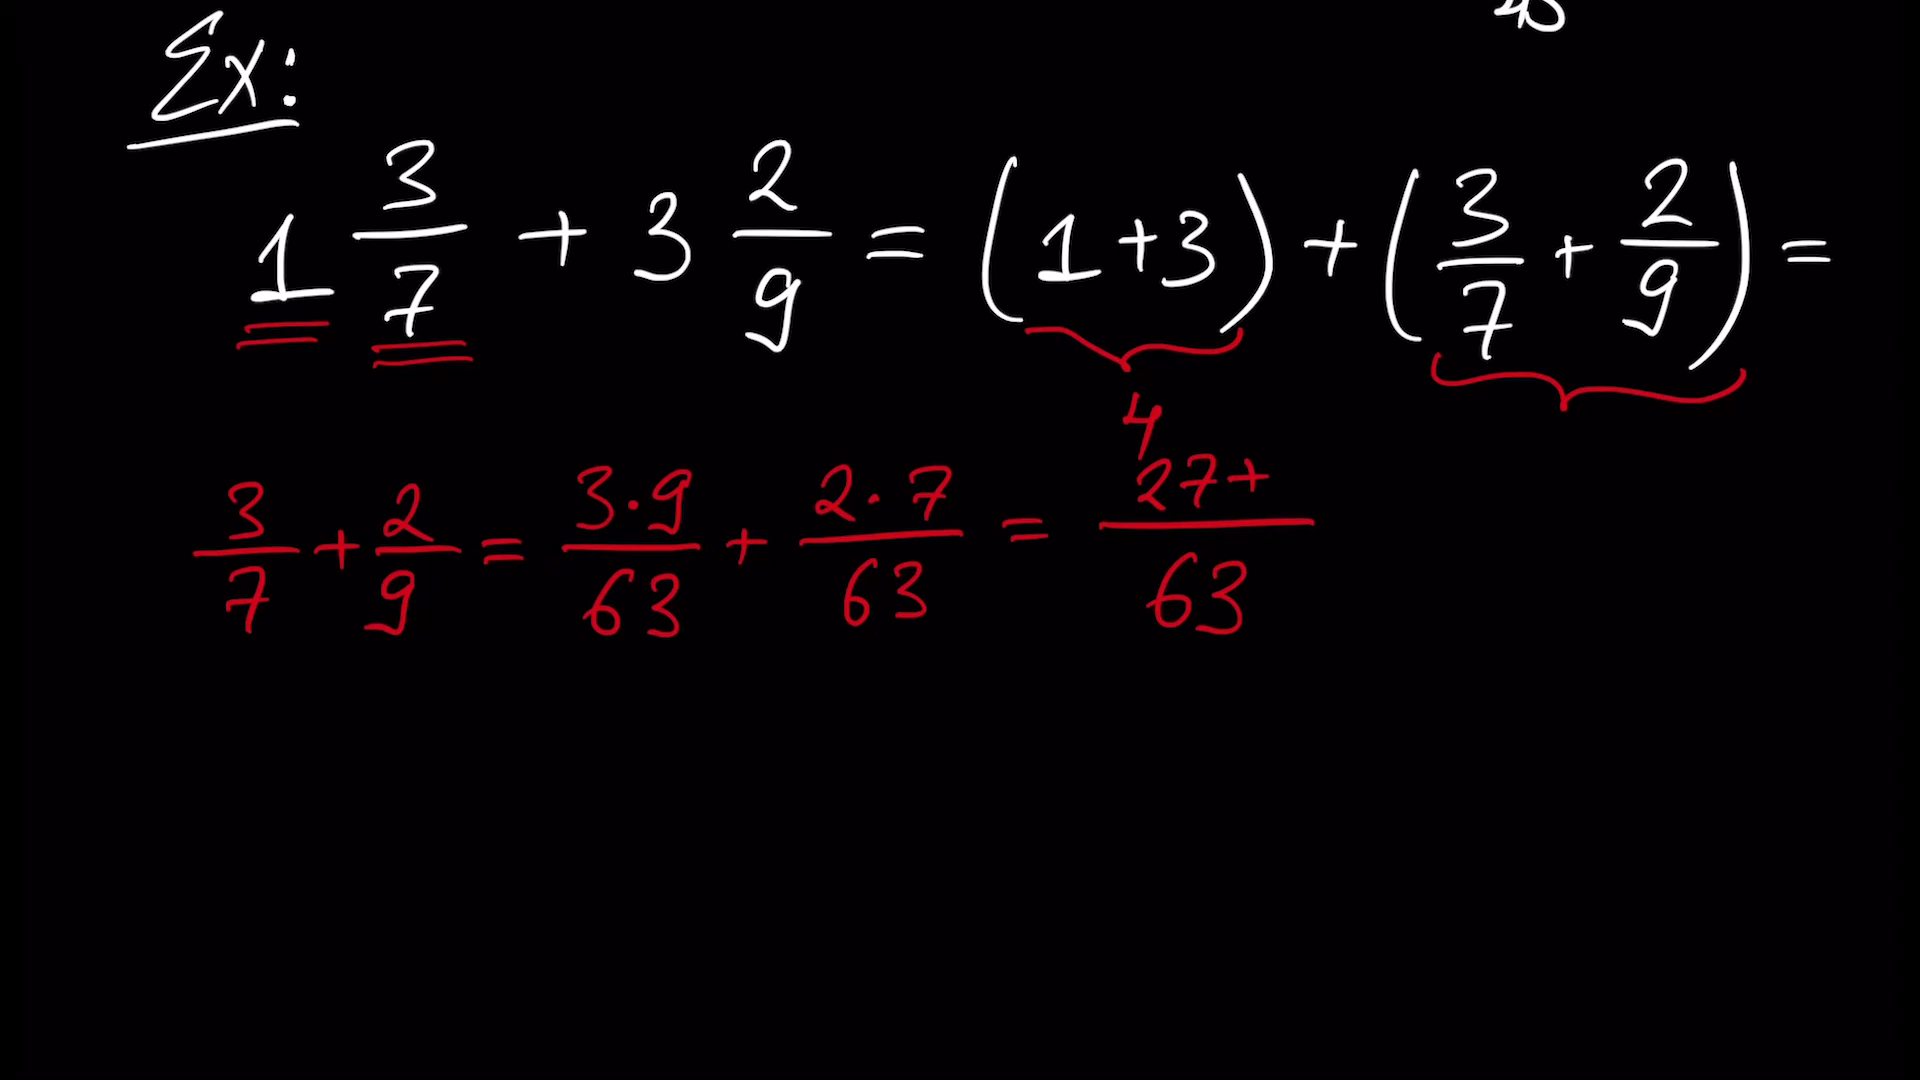 Ex:
1 3/7 + 3 2/9 = (1+3) + (3/7 + 2/9) =
4
3/7 + 2/9 = 3·9/63 + 2·7/63 = 27+/63